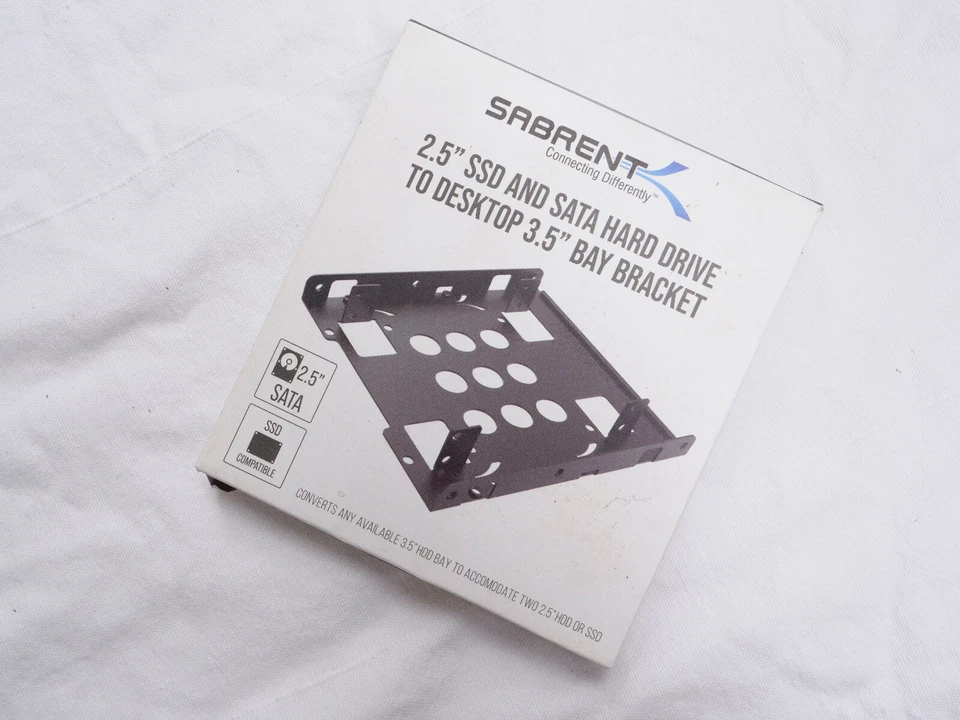 SABRENT
Connecting Differently™
2.5" SSD AND SATA HARD DRIVE
TO DESKTOP 3.5" BAY BRACKET
2.5"
SATA
SSD
COMPATIBLE
CONVERTS ANY AVAILABLE 3.5"HDD BAY TO ACCOMODATE TWO 2.5"HDD OR SSD